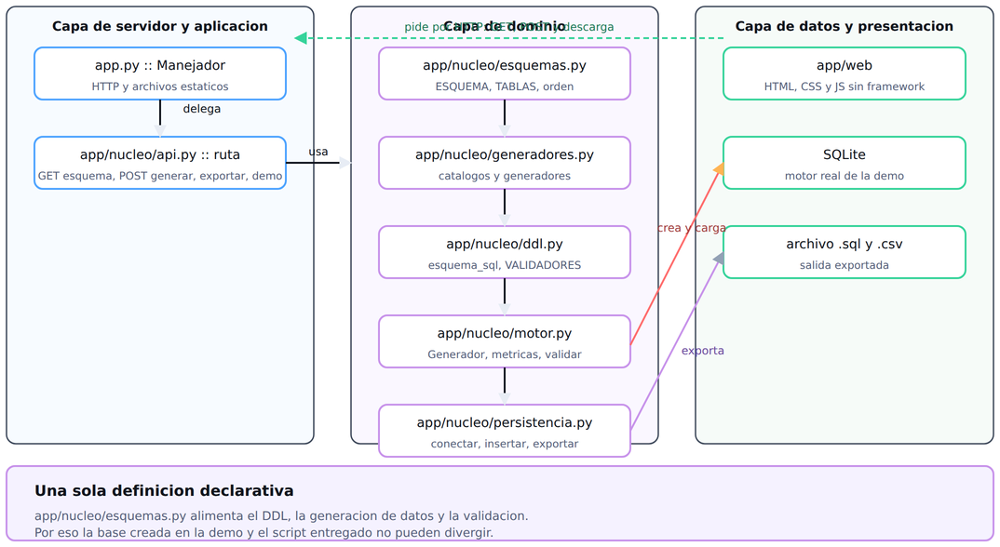 Capa de servidor y aplicacion
app.py :: Manejador
HTTP y archivos estaticos
delega
app/nucleo/api.py :: ruta
GET esquema, POST generar, exportar, demo
usa
pide por HTTP: GET, POST y descarga
Capa de dominio
app/nucleo/esquemas.py
ESQUEMA, TABLAS, orden
app/nucleo/generadores.py
catalogos y generadores
app/nucleo/ddl.py
esquema_sql, VALIDADORES
app/nucleo/motor.py
Generador, metricas, validar
app/nucleo/persistencia.py
conectar, insertar, exportar
crea y carga
exporta
Capa de datos y presentacion
app/web
HTML, CSS y JS sin framework
SQLite
motor real de la demo
archivo .sql y .csv
salida exportada
Una sola definicion declarativa
app/nucleo/esquemas.py alimenta el DDL, la generacion de datos y la validacion.
Por eso la base creada en la demo y el script entregado no pueden divergir.